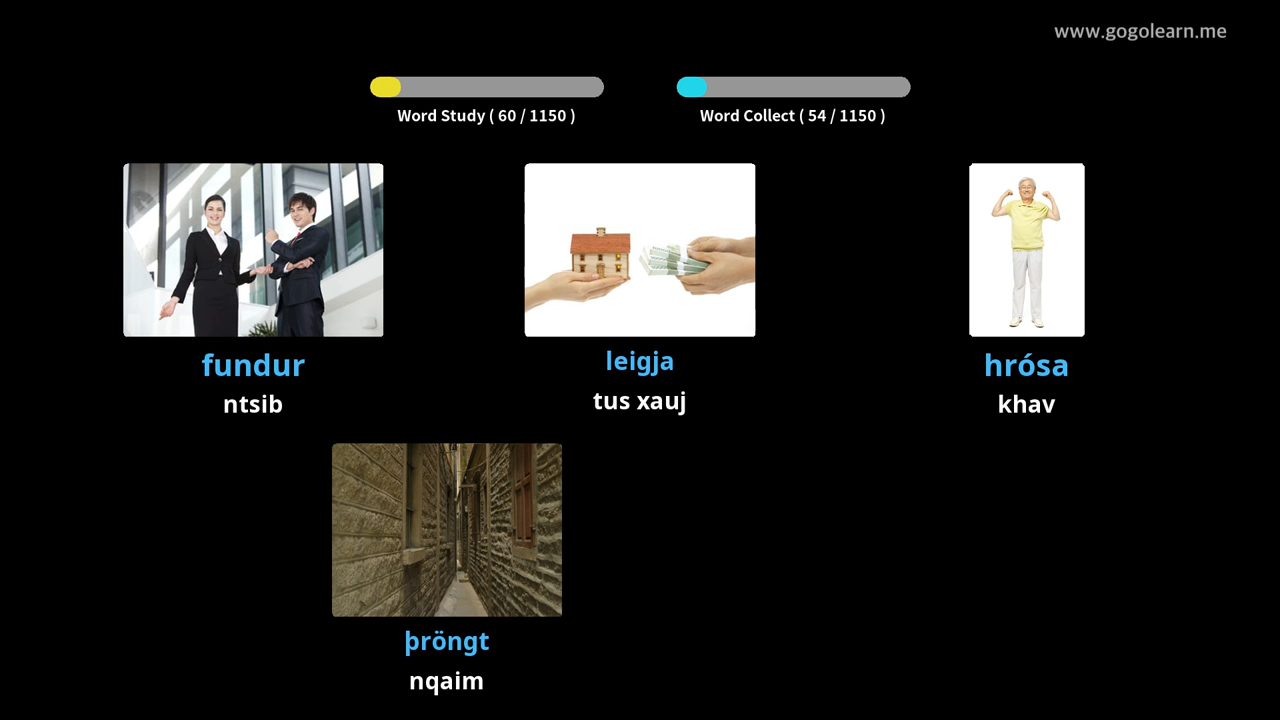 www.gogolearn.me
Word Study ( 60 / 1150 )
Word Collect ( 54 / 1150 )
fundur
ntsib
leigja
tus xauj
hrósa
khav
þröngt
nqaim